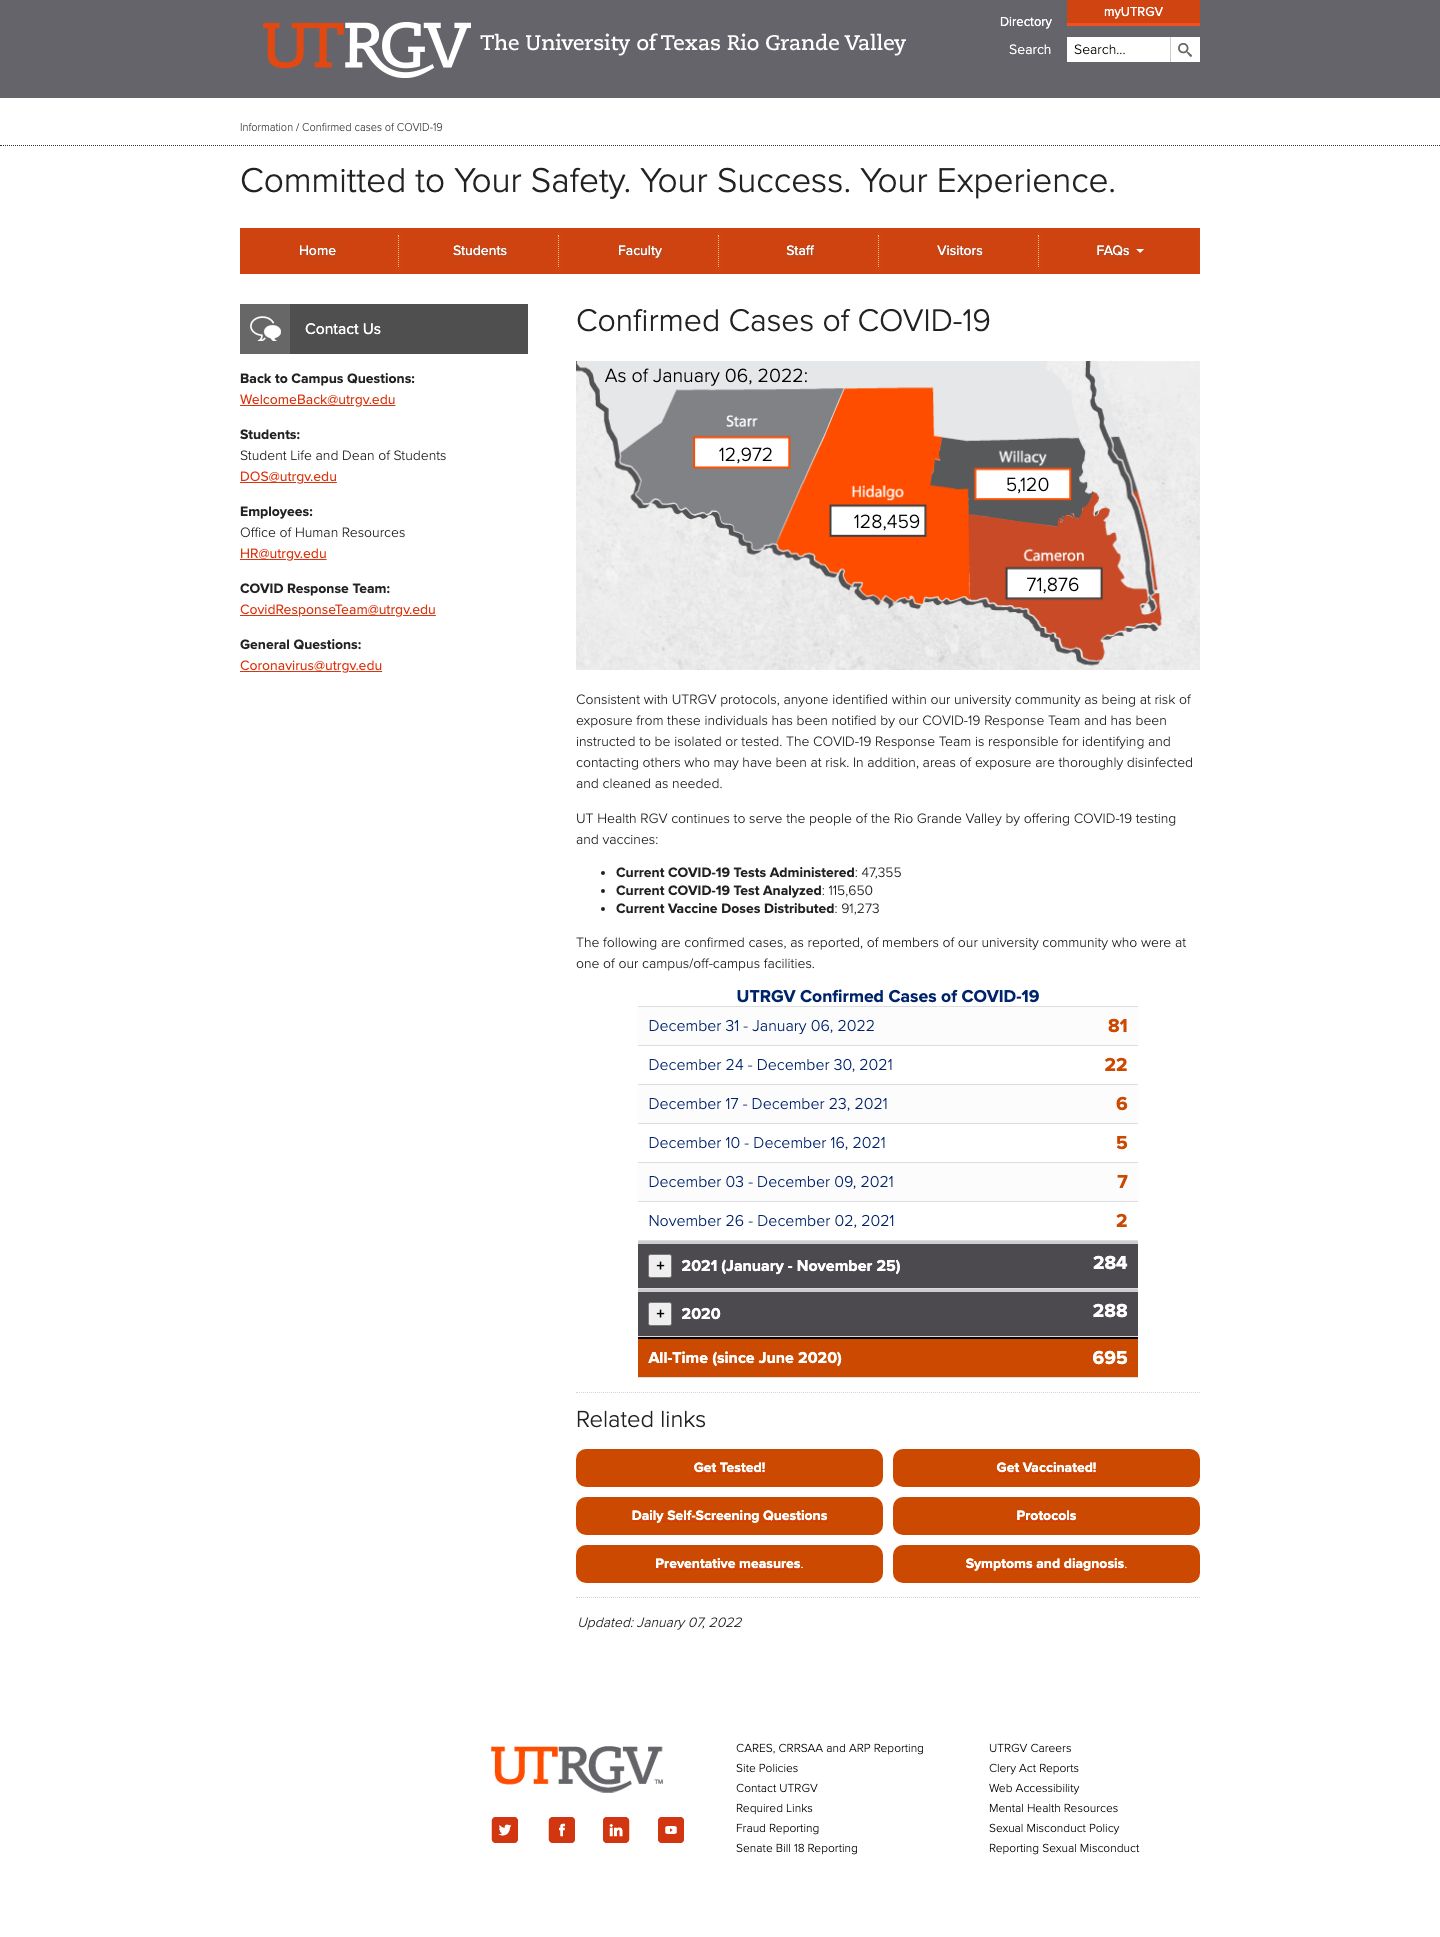 UTRGV The University of Texas Rio Grande Valley
Directory
myUTRGV
Search
Search...
Information / Confirmed cases of COVID-19
Committed to Your Safety. Your Success. Your Experience.
Home
Students
Faculty
Staff
Visitors
FAQs
Contact Us
Back to Campus Questions:
WelcomeBack@utrgv.edu
Students:
Student Life and Dean of Students
DOS@utrgv.edu
Employees:
Office of Human Resources
HR@utrgv.edu
COVID Response Team:
CovidResponseTeam@utrgv.edu
General Questions:
Coronavirus@utrgv.edu
Confirmed Cases of COVID-19
As of January 06, 2022:
Starr
12,972
Hidalgo
128,459
Willacy
5,120
Cameron
71,876
Consistent with UTRGV protocols, anyone identified within our university community as being at risk of
exposure from these individuals has been notified by our COVID-19 Response Team and has been
instructed to be isolated or tested. The COVID-19 Response Team is responsible for identifying and
contacting others who may have been at risk. In addition, areas of exposure are thoroughly disinfected
and cleaned as needed.
UT Health RGV continues to serve the people of the Rio Grande Valley by offering COVID-19 testing
and vaccines:
• Current COVID-19 Tests Administered: 47,355
• Current COVID-19 Test Analyzed: 115,650
• Current Vaccine Doses Distributed: 91,273
The following are confirmed cases, as reported, of members of our university community who were at
one of our campus/off-campus facilities.
UTRGV Confirmed Cases of COVID-19
December 31 - January 06, 2022 81
December 24 - December 30, 2021 22
December 17 - December 23, 2021 6
December 10 - December 16, 2021 5
December 03 - December 09, 2021 7
November 26 - December 02, 2021 2
+ 2021 (January - November 25) 284
+ 2020 288
All-Time (since June 2020) 695
Related links
Get Tested!
Get Vaccinated!
Daily Self-Screening Questions
Protocols
Preventative measures.
Symptoms and diagnosis.
Updated: January 07, 2022
UTRGV™
CARES, CRRSAA and ARP Reporting
Site Policies
Contact UTRGV
Required Links
Fraud Reporting
Senate Bill 18 Reporting
UTRGV Careers
Clery Act Reports
Web Accessibility
Mental Health Resources
Sexual Misconduct Policy
Reporting Sexual Misconduct